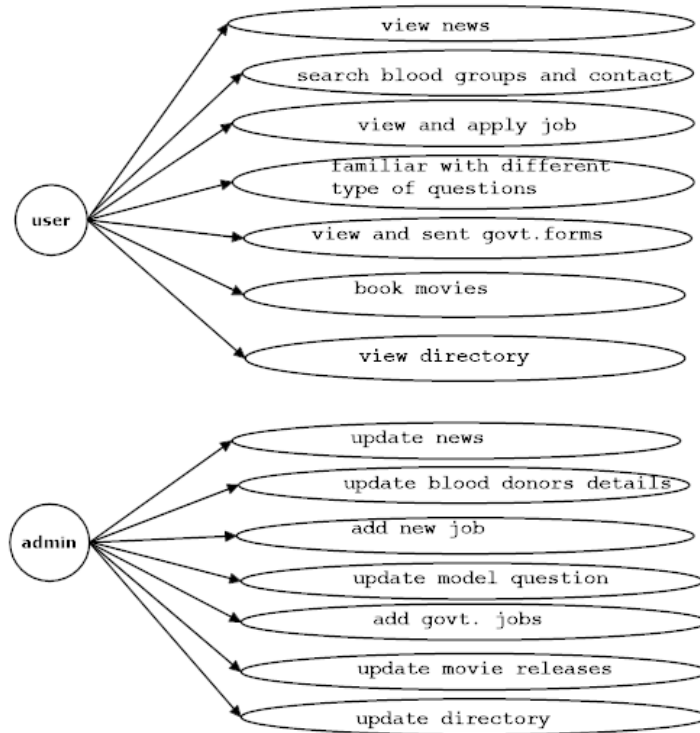 view news
search blood groups and contact
view and apply job
familiar with different
type of questions
user
view and sent govt.forms
book movies
view directory
update news
update blood donors details
add new job
admin
update model question
add govt. jobs
update movie releases
update directory